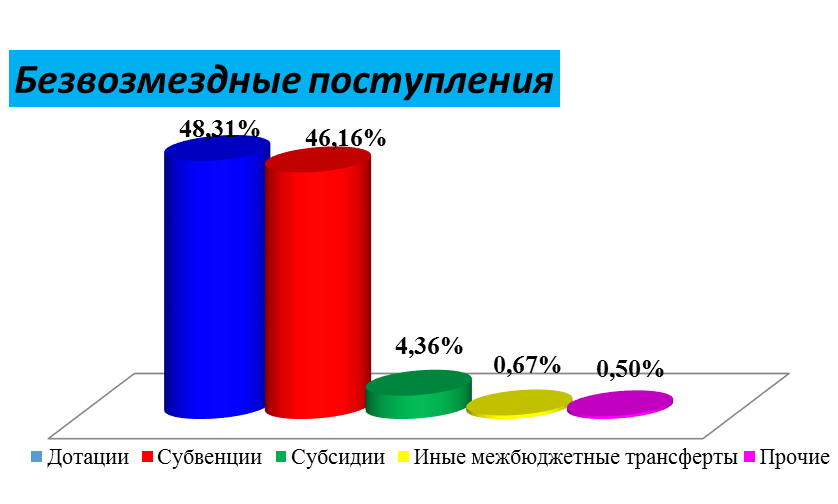 Безвозмездные поступления
48,31%
46,16%
4,36%
0,67%
0,50%
Дотации Субвенции Субсидии Иные межбюджетные трансферты Прочие